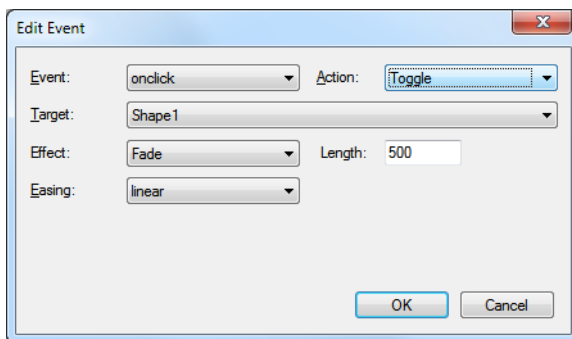 Edit Event
Event: onclick Action: Toggle
Target: Shape1
Effect: Fade Length: 500
Easing: linear
OK Cancel